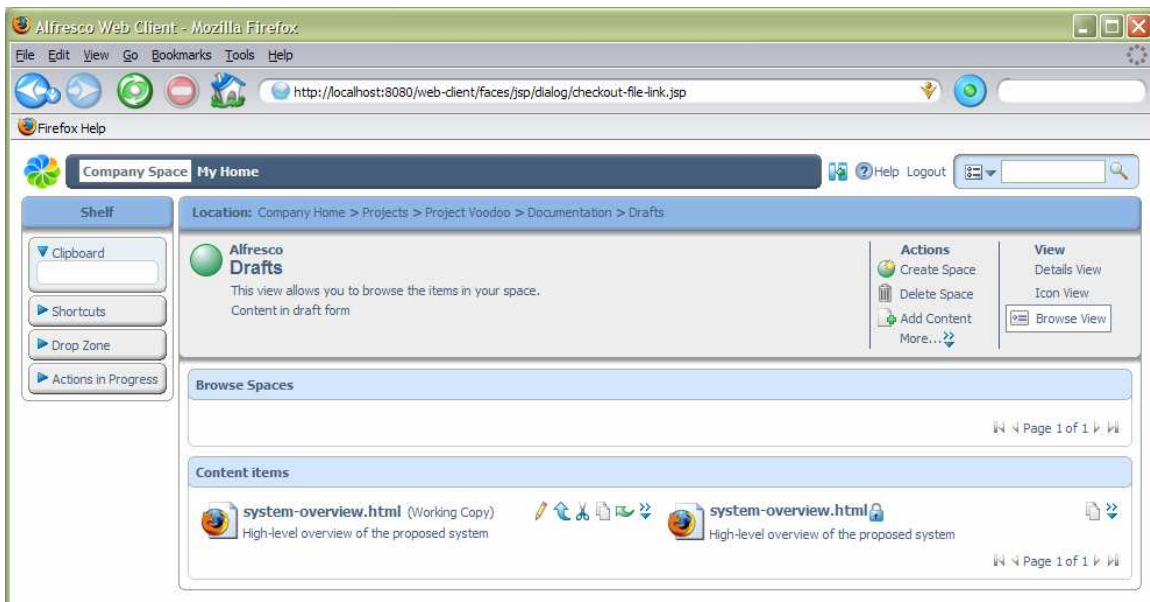 Alfresco Web Client - Mozilla Firefox
File Edit View Go Bookmarks Tools Help
http://localhost:8080/web-client/faces/jsp/dialog/checkout-file-link.jsp
Firefox Help
Company Space My Home
Help Logout
Shelf
Location: Company Home > Projects > Project Voodoo > Documentation > Drafts
Clipboard
Shortcuts
Drop Zone
Actions in Progress
Alfresco
Drafts
This view allows you to browse the items in your space.
Content in draft form
Actions
Create Space
Delete Space
Add Content
More...
View
Details View
Icon View
Browse View
Browse Spaces
Page 1 of 1
Content items
system-overview.html (Working Copy)
High-level overview of the proposed system
system-overview.html
High-level overview of the proposed system
Page 1 of 1